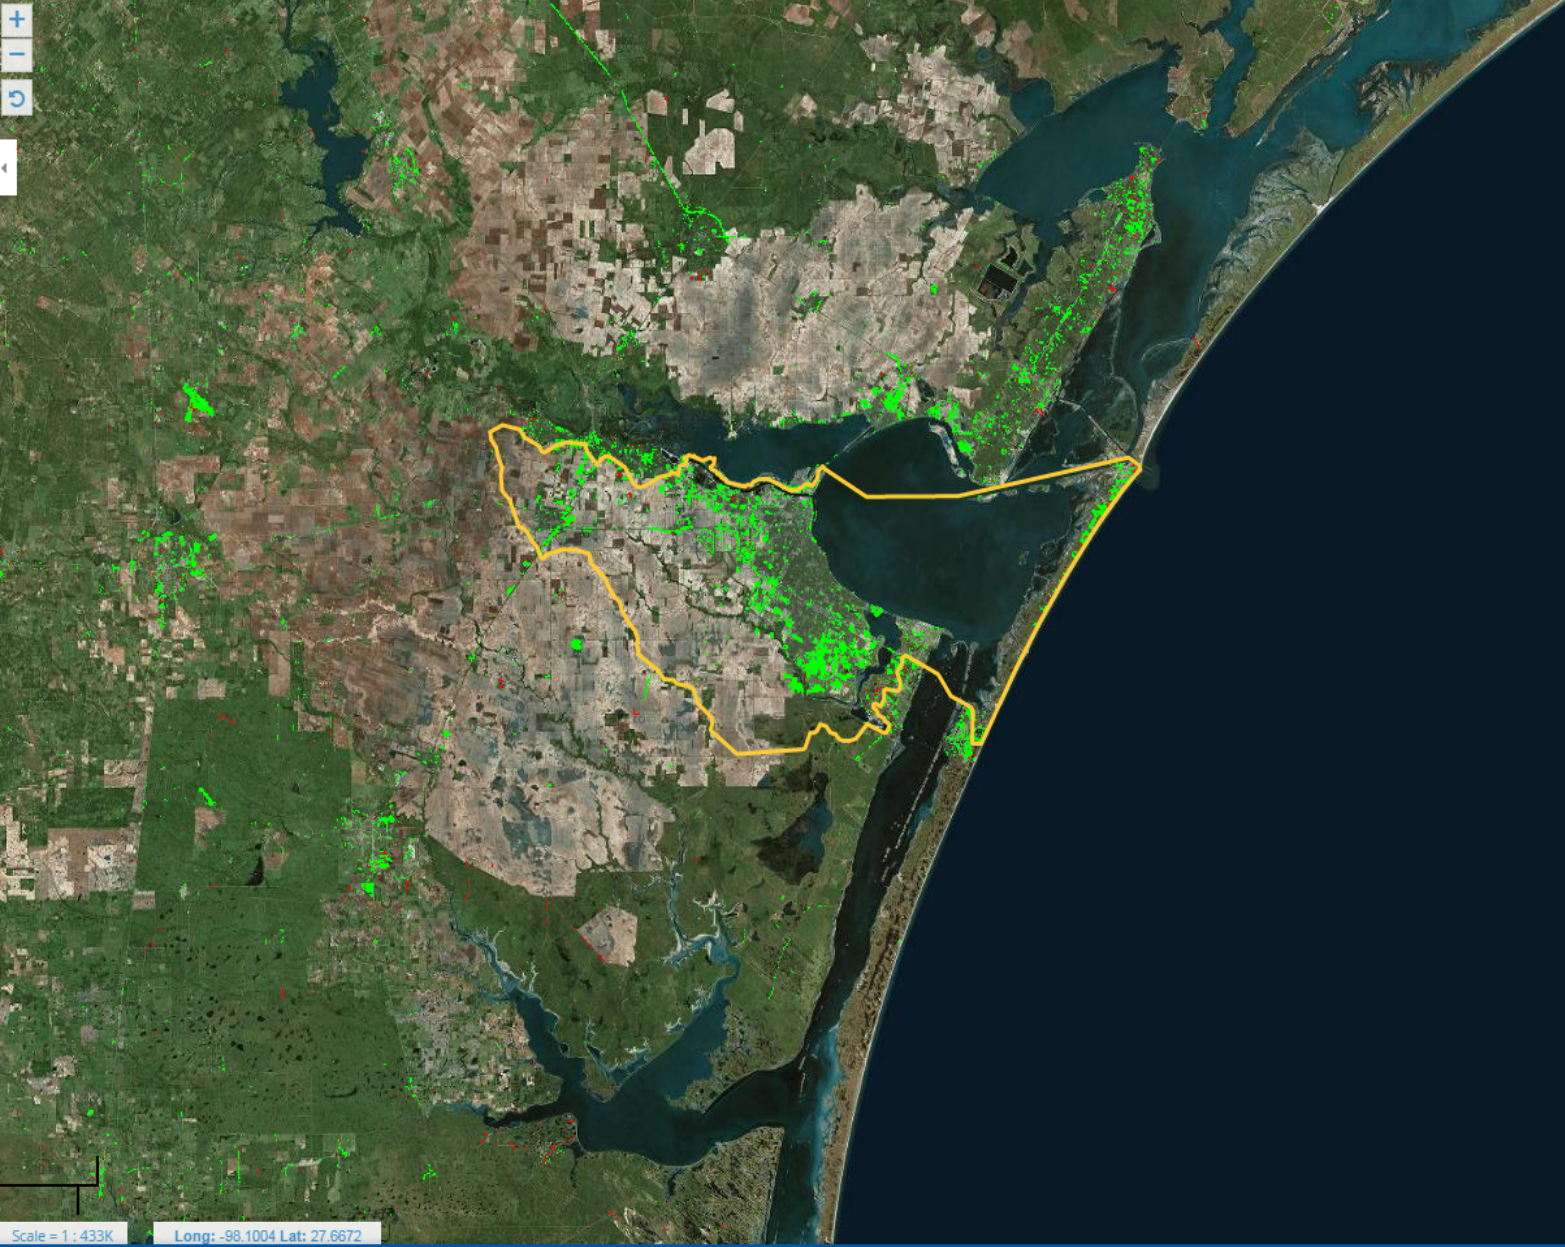 +
−
Scale = 1 : 433K
Long: -98.1004 Lat: 27.6672